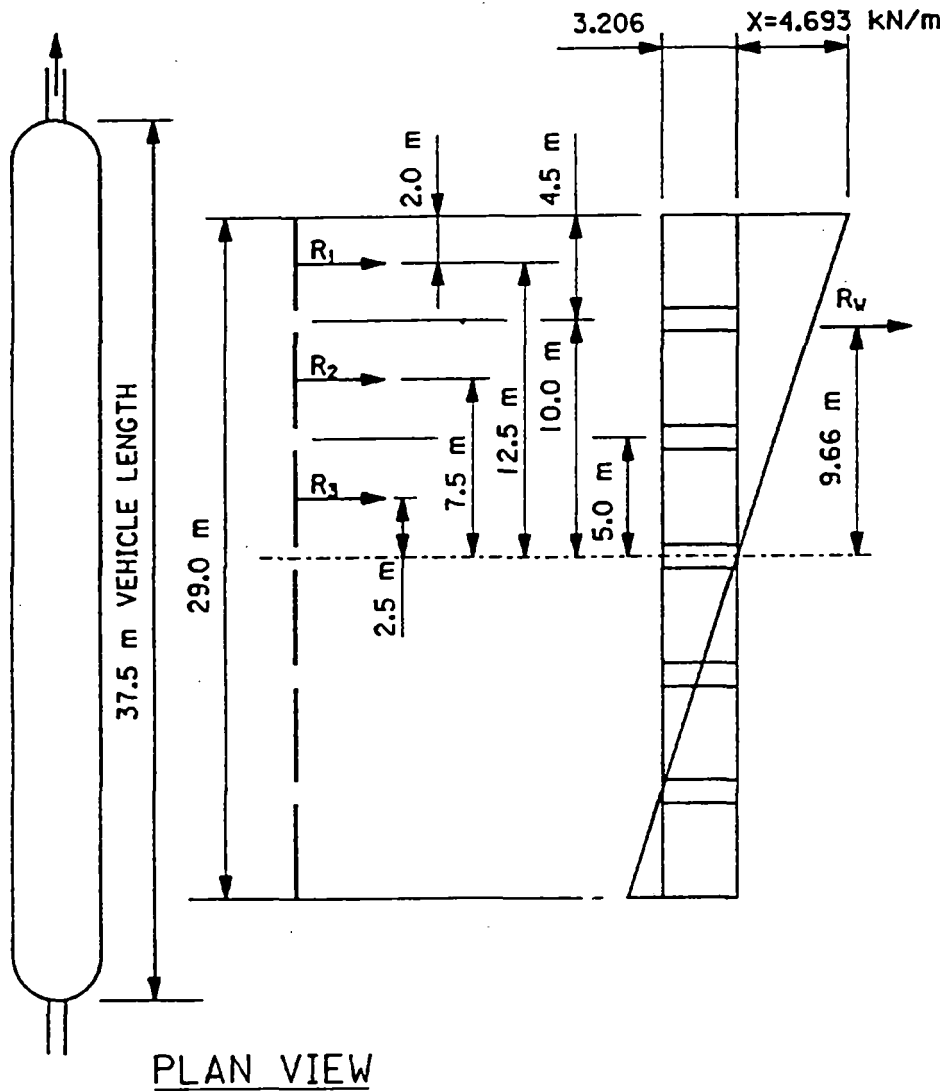 3.206
X=4.693 kN/m
2.0 m
4.5 m
R1
R2
R3
Rw
37.5 m VEHICLE LENGTH
29.0 m
2.5 m
7.5 m
12.5 m
10.0 m
5.0 m
9.66 m
PLAN VIEW